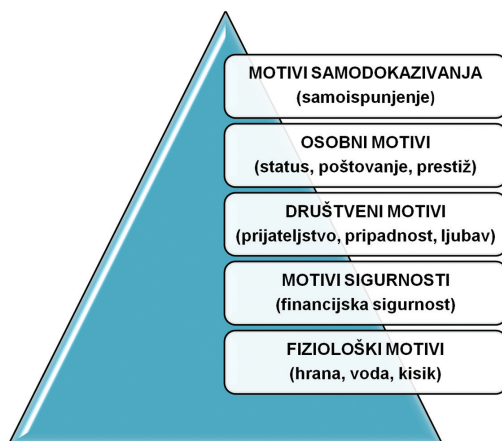 MOTIVI SAMODOKAZIVANJA
(samoispunjenje)
OSOBNI MOTIVI
(status, poštovanje, prestiž)
DRUŠTVENI MOTIVI
(prijateljstvo, pripadnost, ljubav)
MOTIVI SIGURNOSTI
(financijska sigurnost)
FIZIOLOŠKI MOTIVI
(hrana, voda, kisik)